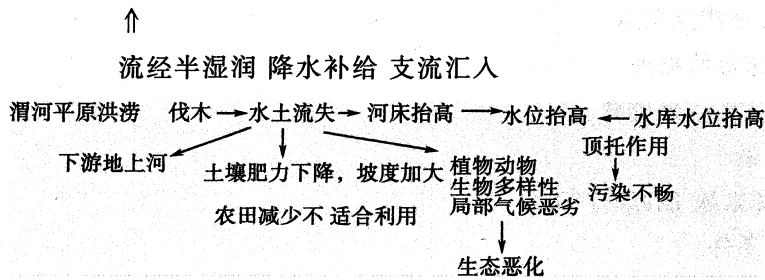 ⇑
流经半湿润 降水补给 支流汇入
渭河平原洪涝 伐木→水土流失→河床抬高→水位抬高←水库水位抬高
下游地上河
土壤肥力下降，坡度加大
农田减少不 适合利用
植物动物
生物多样性
局部气候恶劣
生态恶化
顶托作用
污染不畅